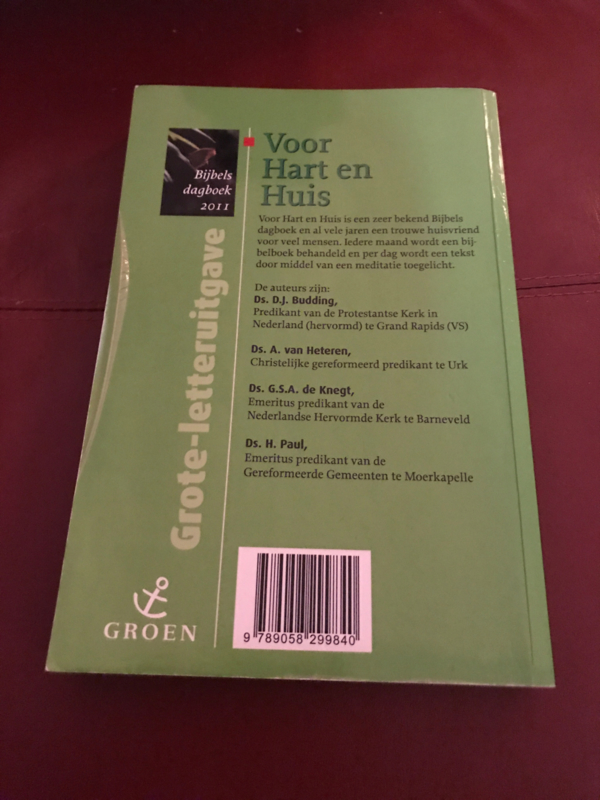 Bijbels
dagboek
2011
Grote-letteruitgave
Voor
Hart en
Huis
Voor Hart en Huis is een zeer bekend Bijbels
dagboek en al vele jaren een trouwe huisvriend
voor veel mensen. Iedere maand wordt een bij-
belboek behandeld en per dag wordt een tekst
door middel van een meditatie toegelicht.
De auteurs zijn:
Ds. D.J. Budding,
Predikant van de Protestantse Kerk in
Nederland (hervormd) te Grand Rapids (VS)
Ds. A. van Heteren,
Christelijke gereformeerd predikant te Urk
Ds. G.S.A. de Knegt,
Emeritus predikant van de
Nederlandse Hervormde Kerk te Barneveld
Ds. H. Paul,
Emeritus predikant van de
Gereformeerde Gemeenten te Moerkapelle
GROEN
9 789058 299840